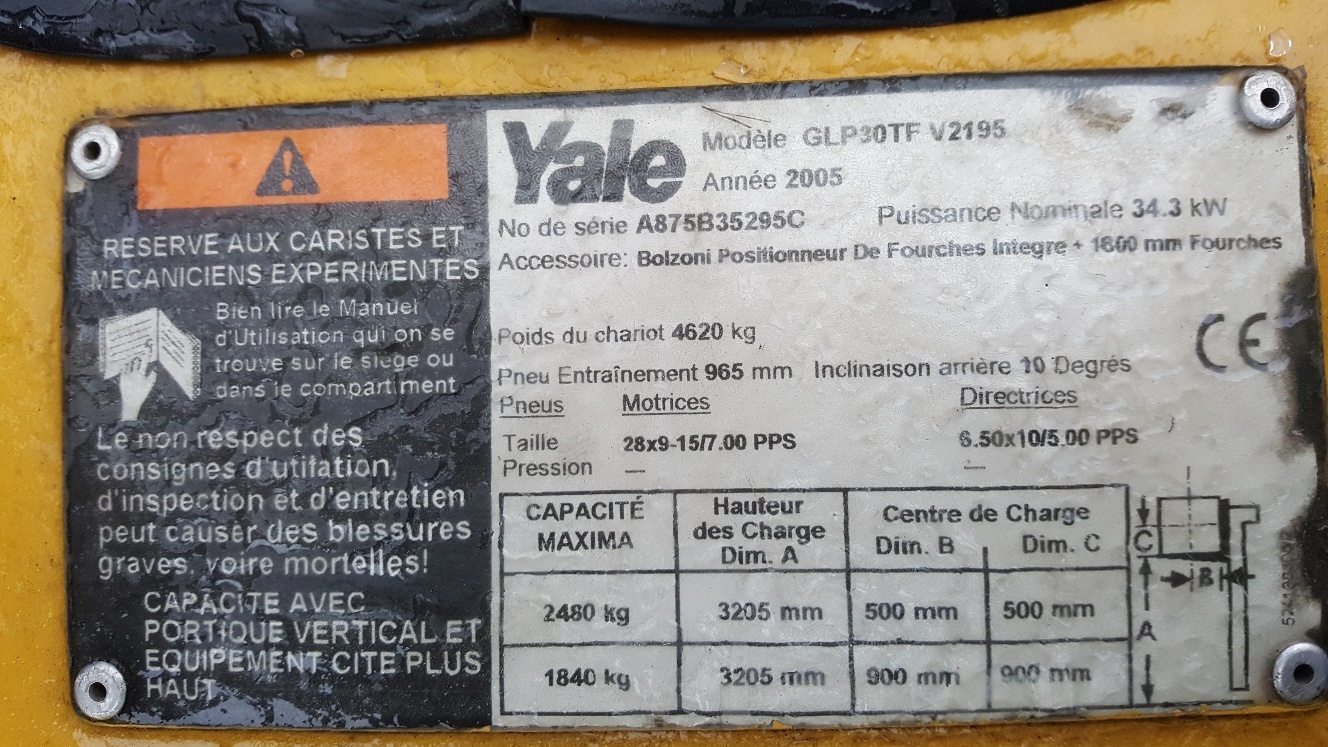 RESERVE AUX CARISTES ET
MECANICIENS EXPERIMENTES
Bien lire le Manuel
d'Utilisation qui on se
trouve sur le siege ou
dans le compartiment
Le non respect des
consignes d'utilation,
d'inspection et d'entretien
peut causer des blessures
graves, voire mortelles!
CAPACITE AVEC
PORTIQUE VERTICAL ET
EQUIPEMENT CITE PLUS
HAUT.
Yale
Modèle GLP30TF V2195
Année 2005
No de série A875B35295C Puissance Nominale 34.3 kW
Accessoire: Bolzoni Positionneur De Fourches Integre + 1600 mm Fourches
Poids du chariot 4620 kg
CE
Pneu Entraînement 965 mm Inclinaison arrière 10 Degrés
Pneus Motrices Directrices
Taille 28x9-15/7.00 PPS 6.50x10/5.00 PPS
Pression — —
CAPACITÉ MAXIMA
Hauteur des Charge Dim. A
Centre de Charge
Dim. B Dim. C
2480 kg 3205 mm 500 mm 500 mm
1840 kg 3205 mm 900 mm 900 mm
C
B
A